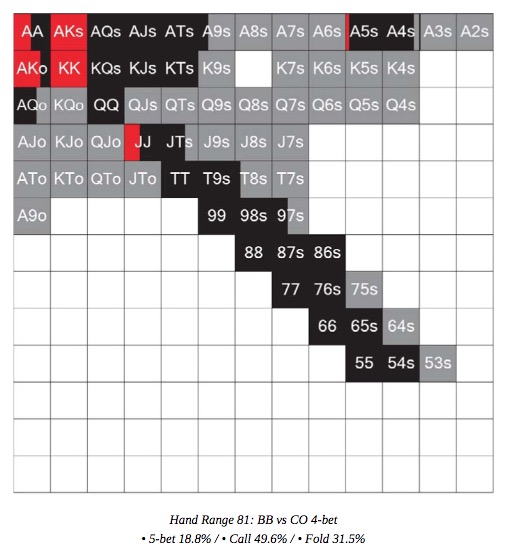 AA AKs AQs AJs ATs A9s A8s A7s A6s A5s A4s A3s A2s
AKo KK KQs KJs KTs K9s K7s K6s K5s K4s
AQo KQo QQ QJs QTs Q9s Q8s Q7s Q6s Q5s Q4s
AJo KJo QJo JJ JTs J9s J8s J7s
ATo KTo QTo JTo TT T9s T8s T7s
A9o 99 98s 97s
88 87s 86s
77 76s 75s
66 65s 64s
55 54s 53s
Hand Range 81: BB vs CO 4-bet
• 5-bet 18.8% / • Call 49.6% / • Fold 31.5%